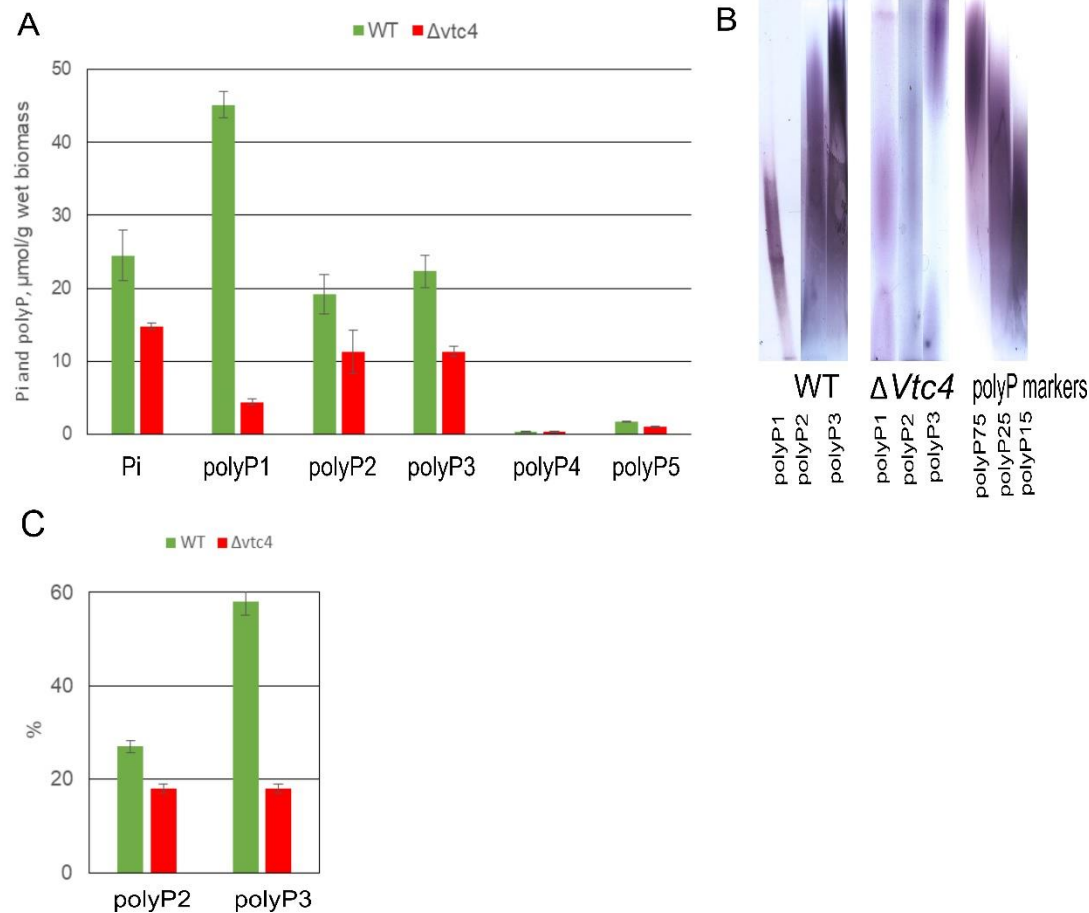 A
WT Δvtc4
Pi and polyP, µmol/g wet biomass
50
40
30
20
10
0
Pi polyP1 polyP2 polyP3 polyP4 polyP5
B
WT ΔVtc4 polyP markers
polyP1
polyP2
polyP3
polyP1
polyP2
polyP3
polyP75
polyP25
polyP15
C
WT Δvtc4
%
60
40
20
0
polyP2 polyP3